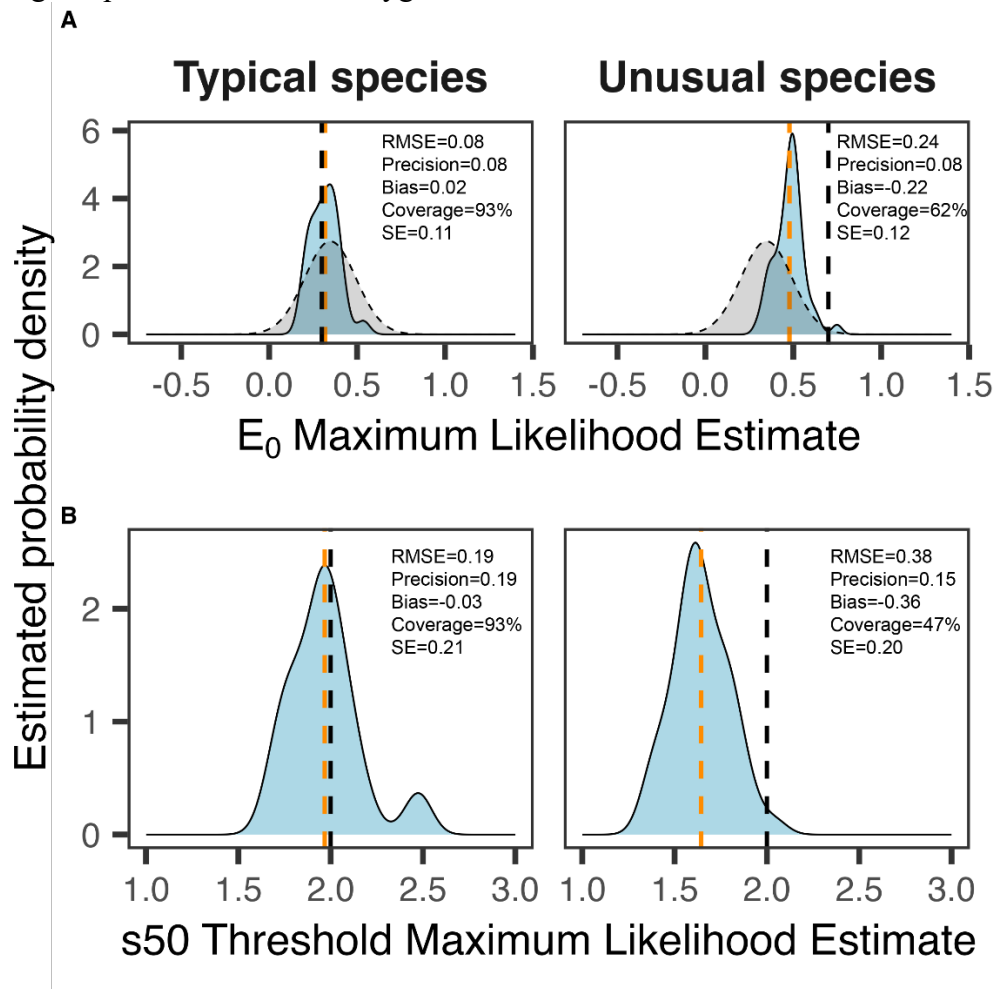 A
Typical species
Unusual species
RMSE=0.08
Precision=0.08
Bias=0.02
Coverage=93%
SE=0.11
RMSE=0.24
Precision=0.08
Bias=-0.22
Coverage=62%
SE=0.12
6
4
2
0
-0.5 0.0 0.5 1.0 1.5
-0.5 0.0 0.5 1.0 1.5
E₀ Maximum Likelihood Estimate
Estimated probability density
B
RMSE=0.19
Precision=0.19
Bias=-0.03
Coverage=93%
SE=0.21
RMSE=0.38
Precision=0.15
Bias=-0.36
Coverage=47%
SE=0.20
2
1
0
1.0 1.5 2.0 2.5 3.0
1.0 1.5 2.0 2.5 3.0
s50 Threshold Maximum Likelihood Estimate